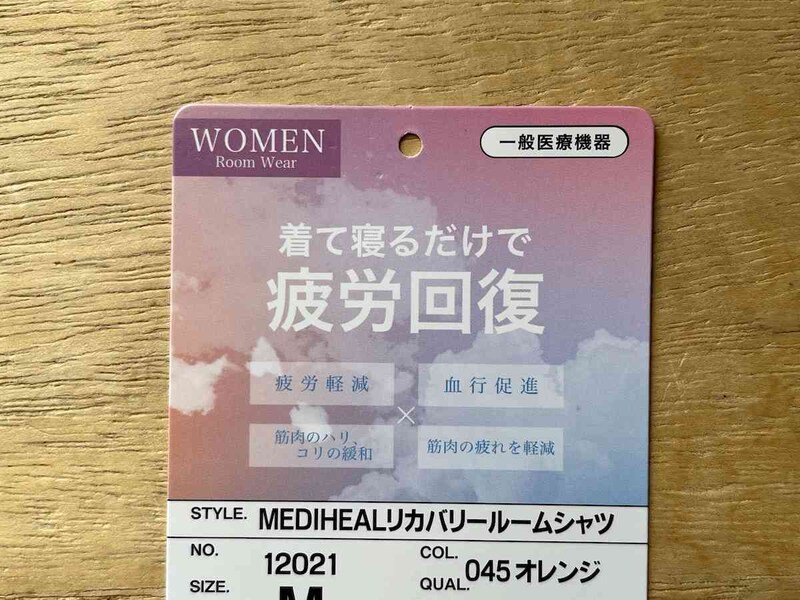 WOMEN
Room Wear
一般医療機器
着て寝るだけで
疲労回復
疲労軽減
血行促進
×
筋肉のハリ、
コリの緩和
筋肉の疲れを軽減
STYLE. MEDIHEALリカバリールームシャツ
NO. 12021
COL. 045オレンジ
SIZE. M
QUAL.